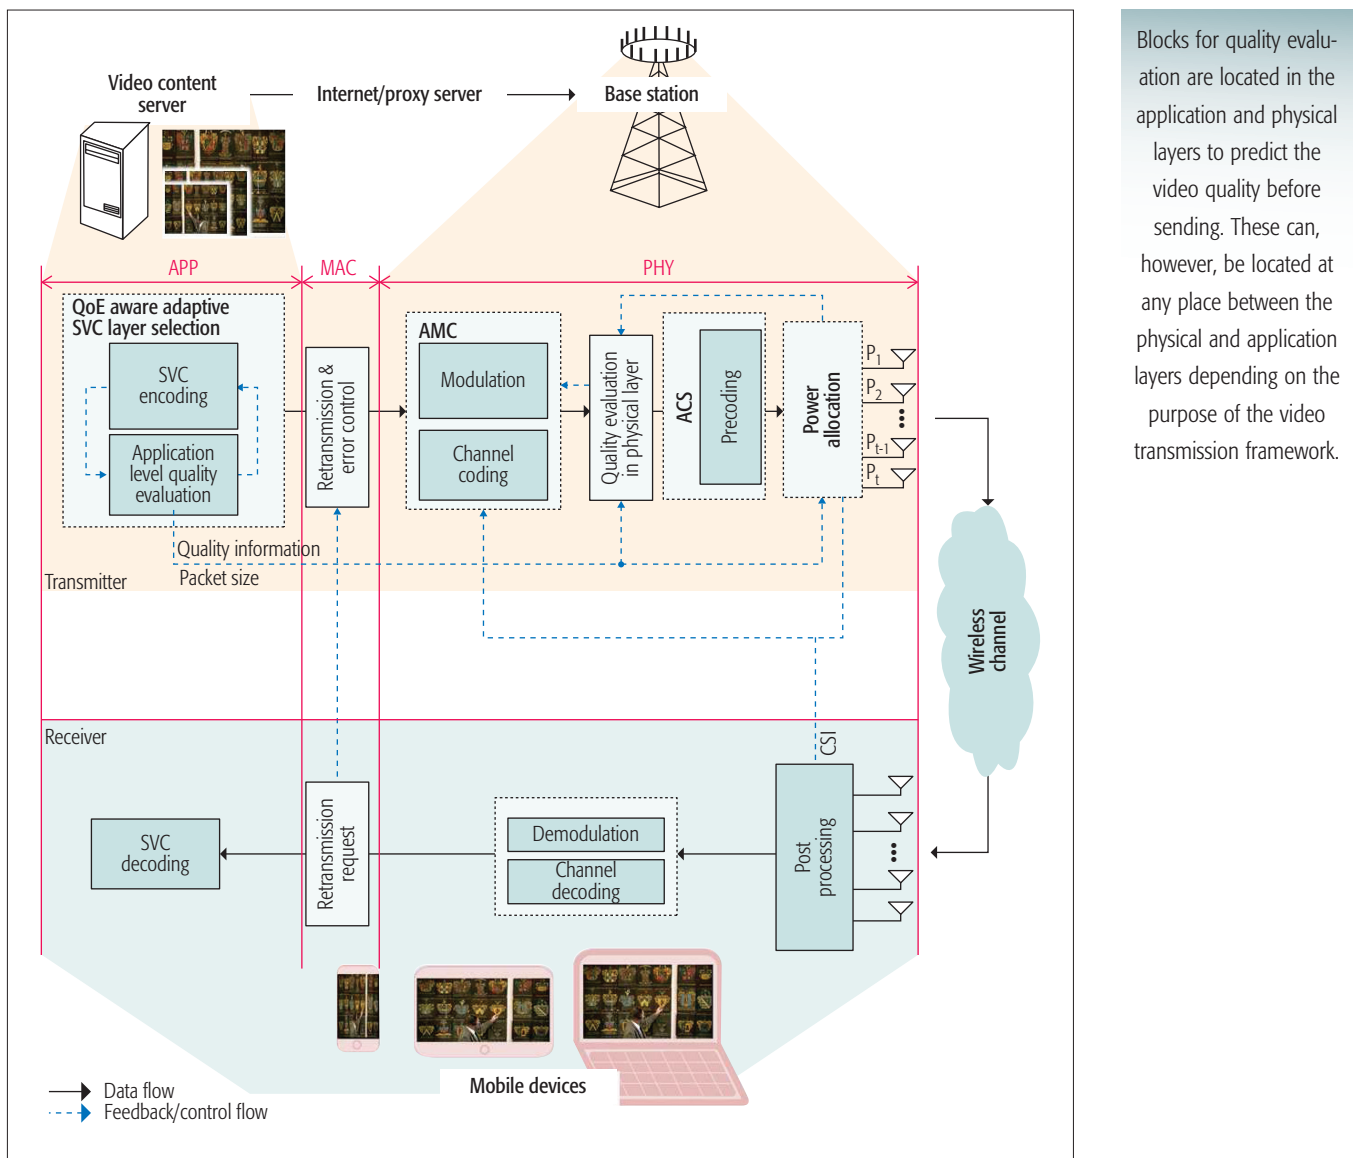 Video content
server
Internet/proxy server
Base station
APP
MAC
PHY
QoE aware adaptive
SVC layer selection
SVC
encoding
Application
level quality
evaluation
Retransmission &
error control
AMC
Modulation
Channel
coding
Quality evaluation
in physical layer
ACS
Precoding
Power
allocation
P1
P2
•••
Pt-1
Pt
Quality information
Packet size
Transmitter
Wireless
channel
Receiver
CSI
SVC
decoding
Retransmission
request
Demodulation
Channel
decoding
Post
processing
•••
Mobile devices
Data flow
Feedback/control flow
Blocks for quality evalu-
ation are located in the
application and physical
layers to predict the
video quality before
sending. These can,
however, be located at
any place between the
physical and application
layers depending on the
purpose of the video
transmission framework.